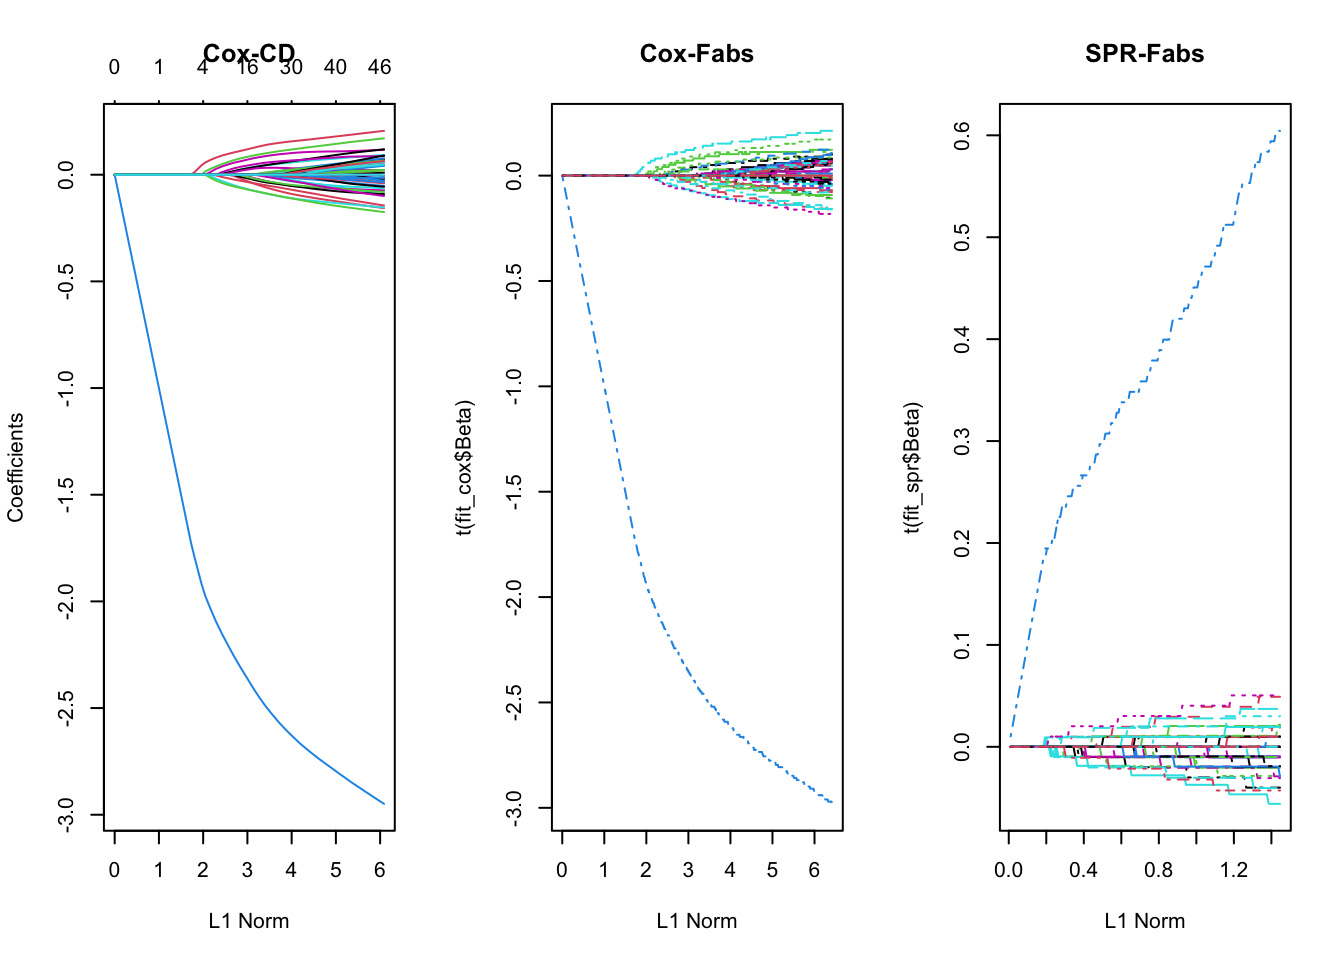 Cox-CD
0 1 4 16 30 40 46
Coefficients
0.0
-0.5
-1.0
-1.5
-2.0
-2.5
-3.0
0 1 2 3 4 5 6
L1 Norm
Cox-Fabs
t(fit_cox$Beta)
0.0
-0.5
-1.0
-1.5
-2.0
-2.5
-3.0
0 1 2 3 4 5 6
L1 Norm
SPR-Fabs
t(fit_spr$Beta)
0.6
0.5
0.4
0.3
0.2
0.1
0.0
0.0 0.4 0.8 1.2
L1 Norm